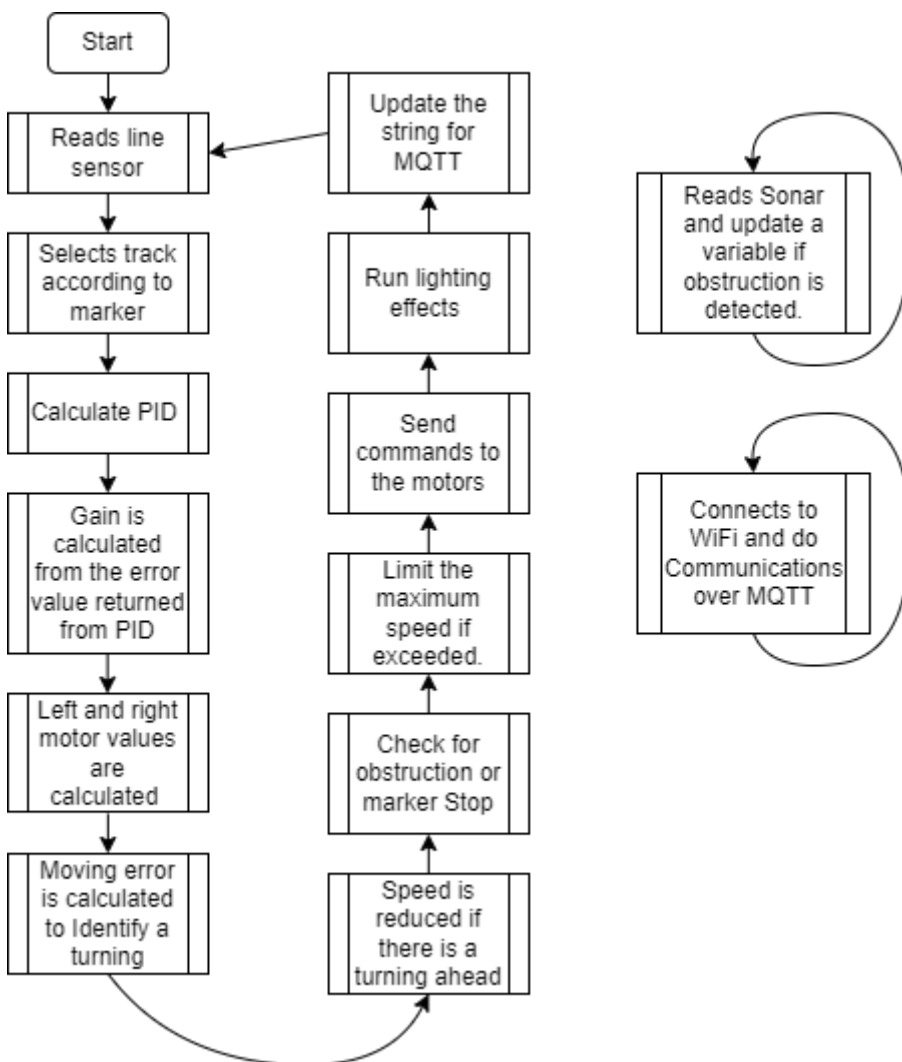 Start
Reads line
sensor
Selects track
according to
marker
Calculate PID
Gain is
calculated
from the error
value returned
from PID
Left and right
motor values
are
calculated
Moving error
is calculated
to Identify a
turning
Speed is
reduced if
there is a
turning ahead
Check for
obstruction or
marker Stop
Limit the
maximum
speed if
exceeded.
Send
commands to
the motors
Run lighting
effects
Update the
string for
MQTT
Reads Sonar
and update a
variable if
obstruction is
detected.
Connects to
WiFi and do
Communications
over MQTT